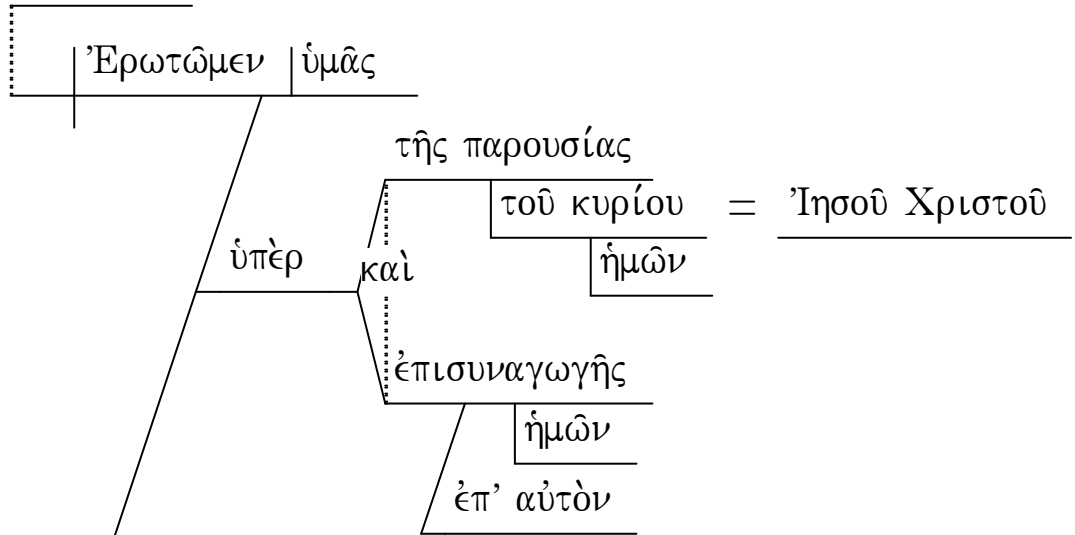 Ἐρωτῶμεν ὑμᾶς
τῆς παρουσίας
τοῦ κυρίου = Ἰησοῦ Χριστοῦ
ὑπὲρ καὶ ἡμῶν
ἐπισυναγωγῆς
ἡμῶν
ἐπ’ αὐτὸν